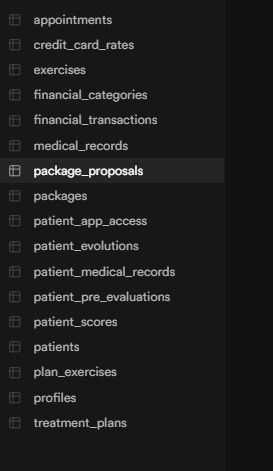 appointments
credit_card_rates
exercises
financial_categories
financial_transactions
medical_records
package_proposals
packages
patient_app_access
patient_evolutions
patient_medical_records
patient_pre_evaluations
patient_scores
patients
plan_exercises
profiles
treatment_plans